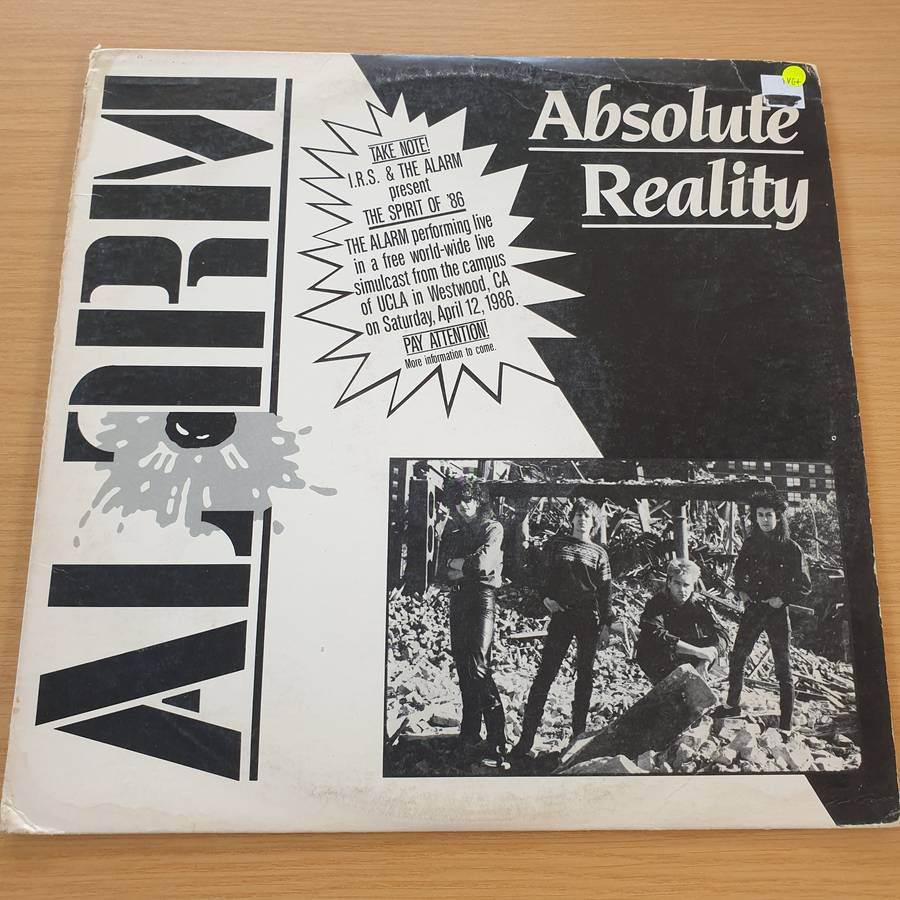 ALARM
TAKE NOTE!
I.R.S. & THE ALARM
present
THE SPIRIT OF '86
THE ALARM performing live
in a free world-wide live
simulcast from the campus
of UCLA in Westwood, CA
on Saturday, April 12, 1986.
PAY ATTENTION!
More information to come.
Absolute
Reality
VG+